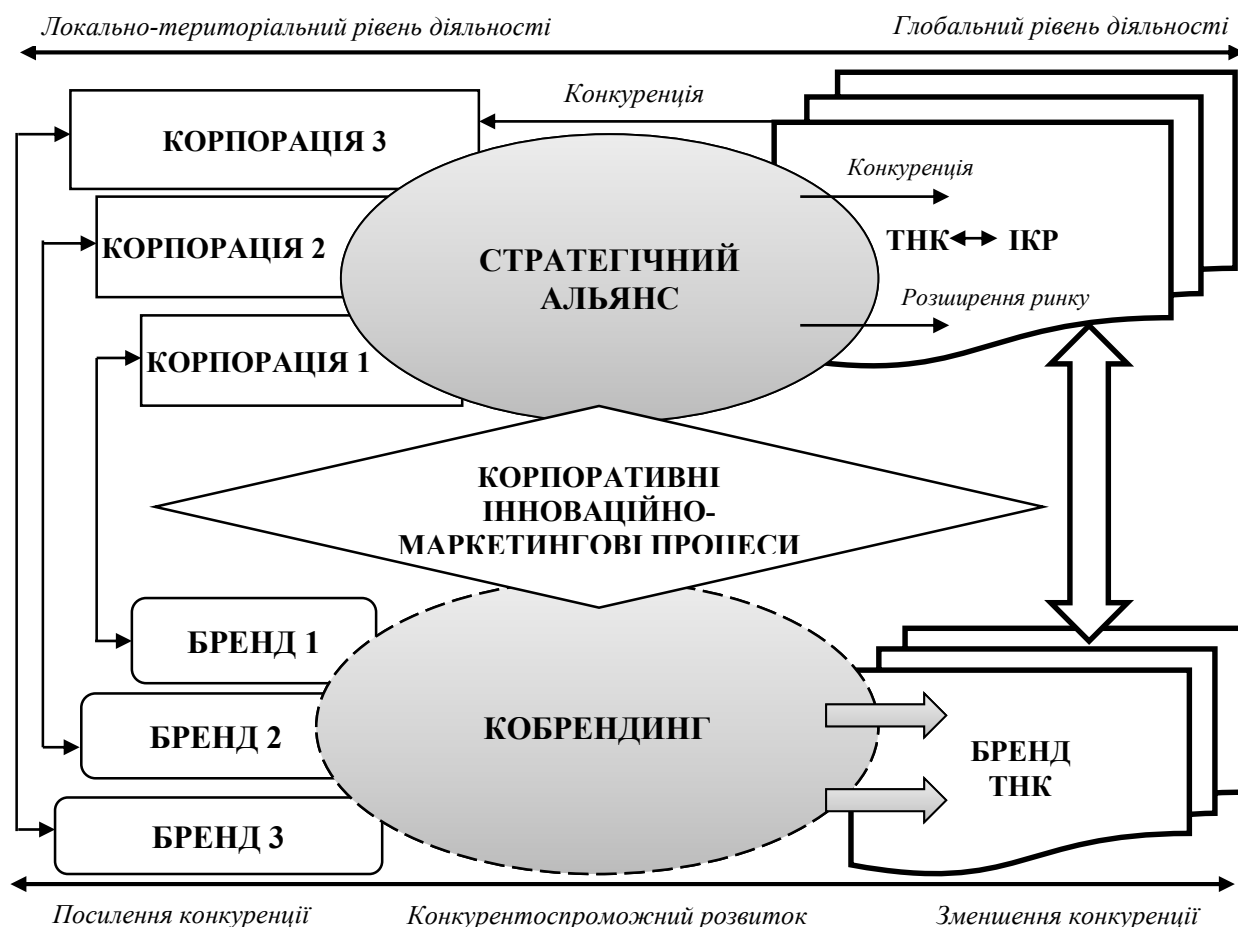 Локально-територіальний рівень діяльності
Глобальний рівень діяльності
Конкуренція
КОРПОРАЦІЯ 3
Конкуренція
КОРПОРАЦІЯ 2
СТРАТЕГІЧНИЙ
АЛЬЯНС
ТНК
ІКР
Розширення ринку
КОРПОРАЦІЯ 1
КОРПОРАТИВНІ
ІННОВАЦІЙНО-
МАРКЕТИНГОВІ ПРОЦЕСИ
БРЕНД 1
БРЕНД 2
КОБРЕНДИНГ
БРЕНД
ТНК
БРЕНД 3
Посилення конкуренції
Конкурентоспроможний розвиток
Зменшення конкуренції